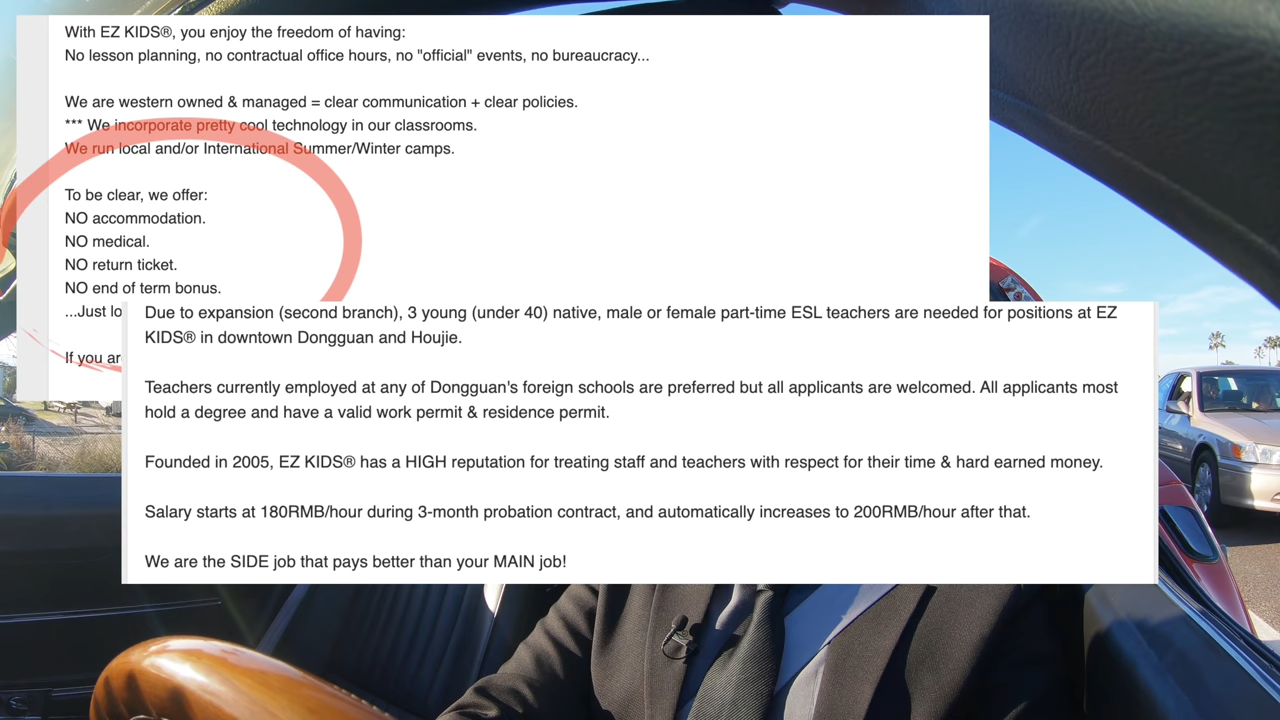 With EZ KIDS®, you enjoy the freedom of having:
No lesson planning, no contractual office hours, no "official" events, no bureaucracy...
We are western owned & managed = clear communication + clear policies.
*** We incorporate pretty cool technology in our classrooms.
We run local and/or International Summer/Winter camps.
To be clear, we offer:
NO accommodation.
NO medical.
NO return ticket.
NO end of term bonus.
...Just lo
If you ar
Due to expansion (second branch), 3 young (under 40) native, male or female part-time ESL teachers are needed for positions at EZ
KIDS® in downtown Dongguan and Houjie.
Teachers currently employed at any of Dongguan's foreign schools are preferred but all applicants are welcomed. All applicants most
hold a degree and have a valid work permit & residence permit.
Founded in 2005, EZ KIDS® has a HIGH reputation for treating staff and teachers with respect for their time & hard earned money.
Salary starts at 180RMB/hour during 3-month probation contract, and automatically increases to 200RMB/hour after that.
We are the SIDE job that pays better than your MAIN job!